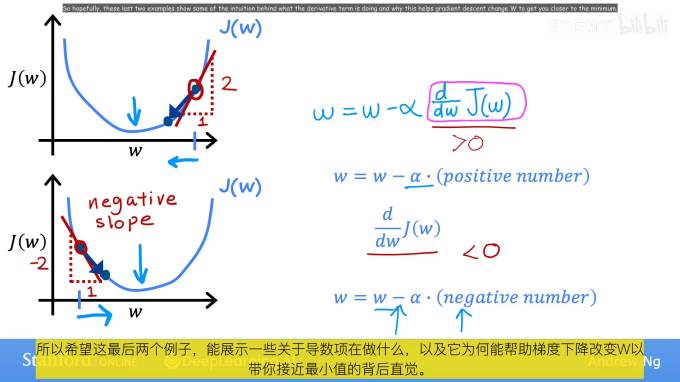 So hopefully, these last two examples show some of the intuition behind what the derivative term is doing and why this helps gradient descent change W to get you closer to the minimum.
bilibili
J(w)
J(w)
2
1
w
w = w - α d/dw J(w)
>0
w = w − α · (positive number)
J(w)
negative
slope
J(w)
-2
1
w
d/dw J(w) <0
w = w − α · (negative number)
所以希望这最后两个例子，能展示一些关于导数项在做什么，以及它为何能帮助梯度下降改变W以
带你接近最小值的背后直觉。